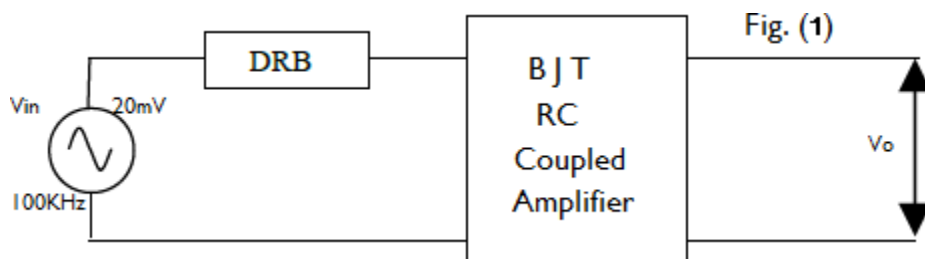 Fig. (1)
DRB
B J T
RC
Coupled
Amplifier
Vin
20mV
100KHz
Vo